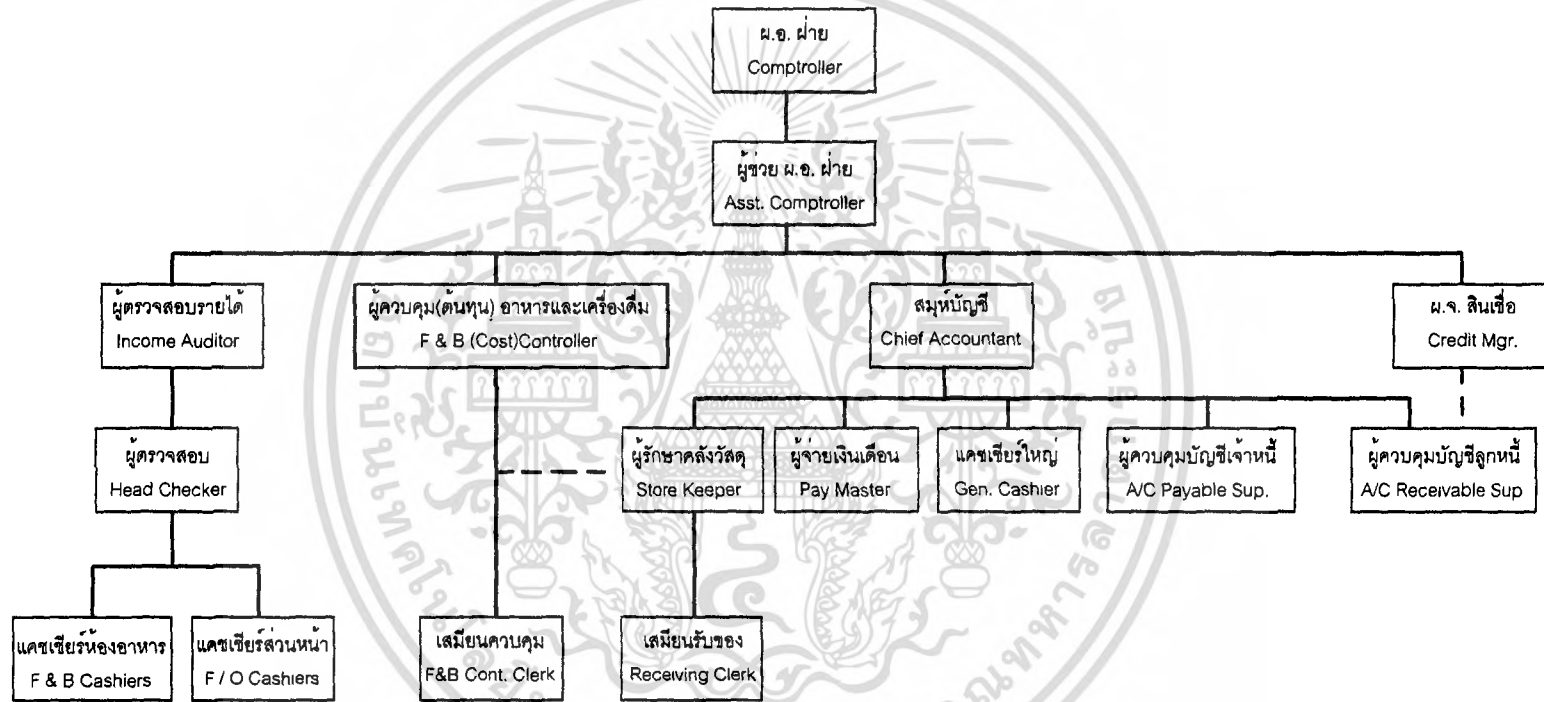 ผ.อ. ฝ่าย
Comptroller
ผู้ช่วย ผ.อ. ฝ่าย
Asst. Comptroller
ผู้ตรวจสอบรายได้
Income Auditor
ผู้ควบคุม(ต้นทุน) อาหารและเครื่องดื่ม
F & B (Cost)Controller
สมุห์บัญชี
Chief Accountant
ผ.จ. สินเชื่อ
Credit Mgr.
ผู้ตรวจสอบ
Head Checker
ผู้รักษาคลังวัสดุ
Store Keeper
ผู้จ่ายเงินเดือน
Pay Master
แคชเชียร์ใหญ่
Gen. Cashier
ผู้ควบคุมบัญชีเจ้าหนี้
A/C Payable Sup.
ผู้ควบคุมบัญชีลูกหนี้
A/C Receivable Sup
แคชเชียร์ห้องอาหาร
F & B Cashiers
แคชเชียร์ส่วนหน้า
F / O Cashiers
เสมียนควบคุม
F&B Cont. Clerk
เสมียนรับของ
Receiving Clerk